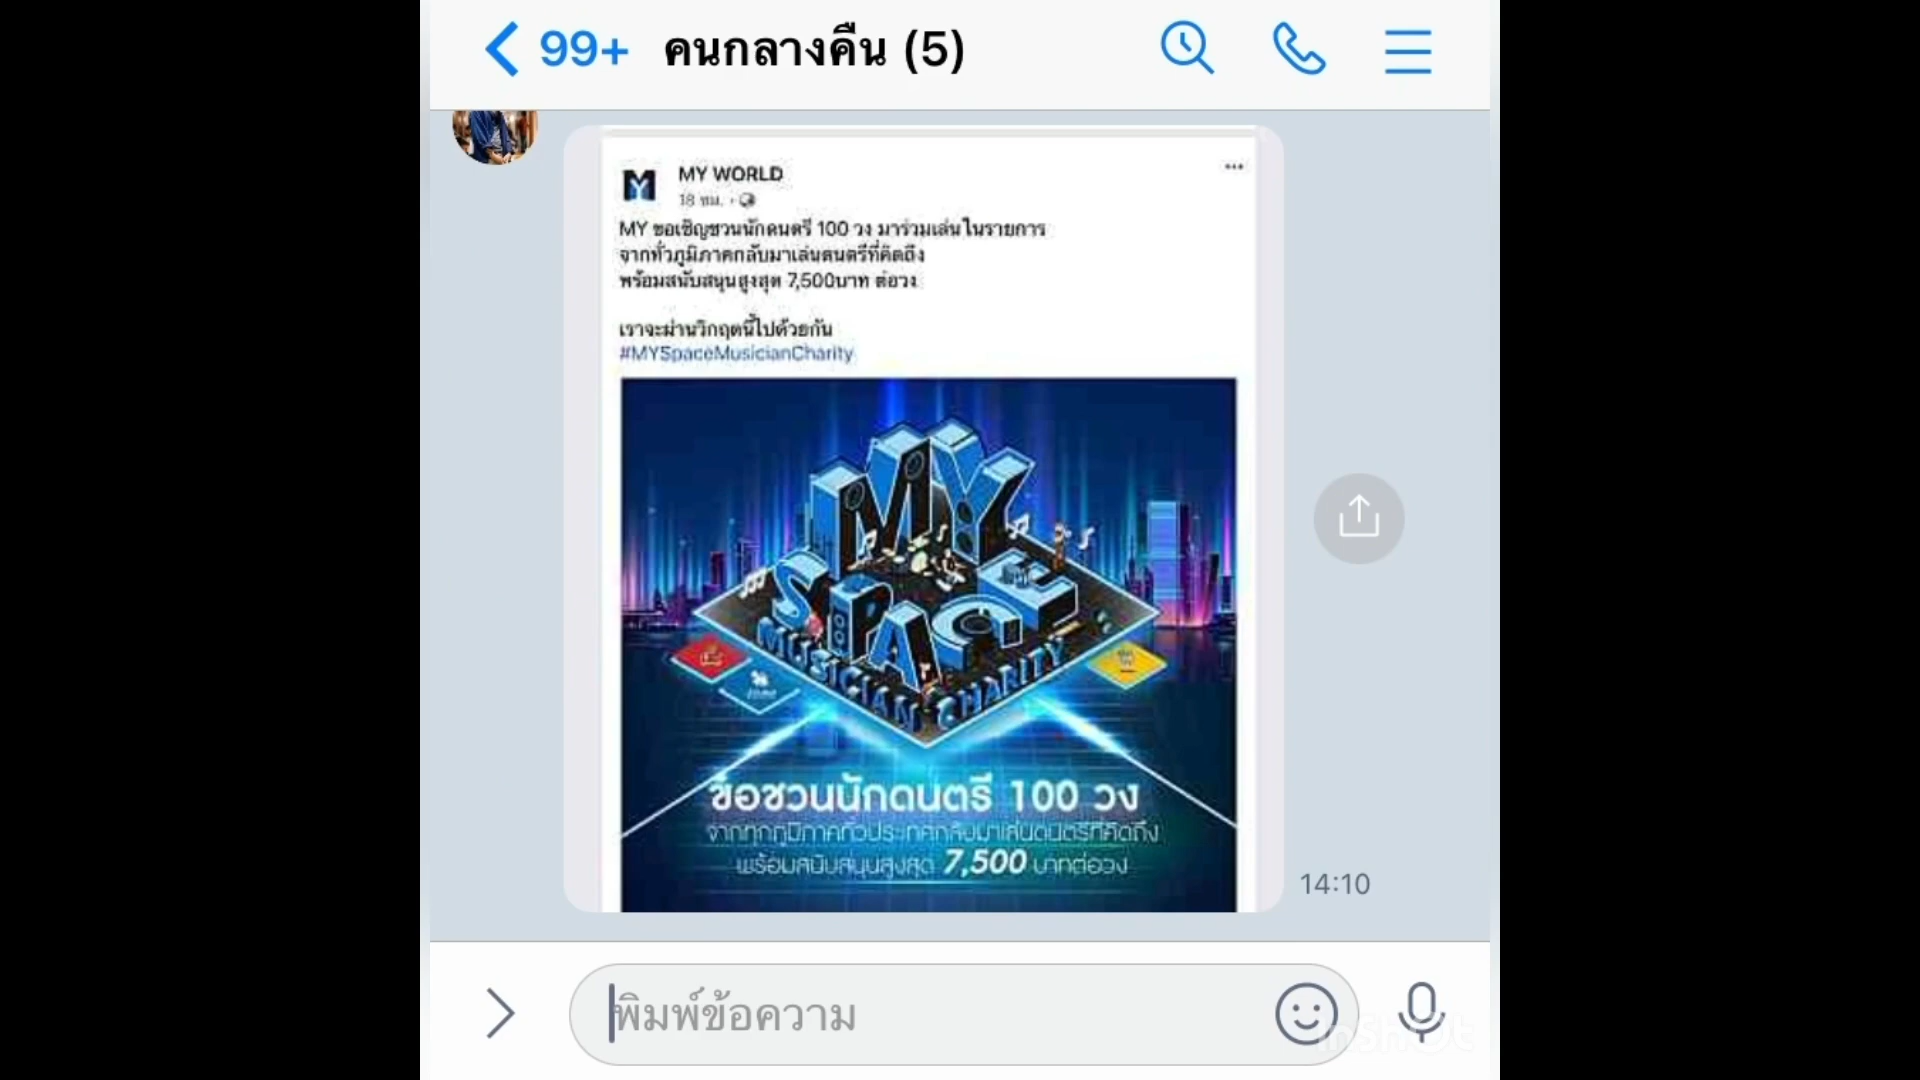 99+ คนกลางคืน (5)
MY WORLD
18 ชม.
MY ขอเชิญชวนนักดนตรี 100 วง มาร่วมเล่นในรายการ
จากทั่วภูมิภาคกลับมาเล่นดนตรีที่คิดถึง
พร้อมสนับสนุนสูงสุด 7,500บาท ต่อวง
เราจะผ่านวิกฤตนี้ไปด้วยกัน
#MYSpaceMusicianCharity
MY
SPACE
MUSICIAN CHARITY
ขอชวนนักดนตรี 100 วง
จากทุกภูมิภาคทั่วประเทศกลับมาเล่นดนตรีที่คิดถึง
พร้อมสนับสนุนสูงสุด 7,500 บาทต่อวง
14:10
พิมพ์ข้อความ
InShOt